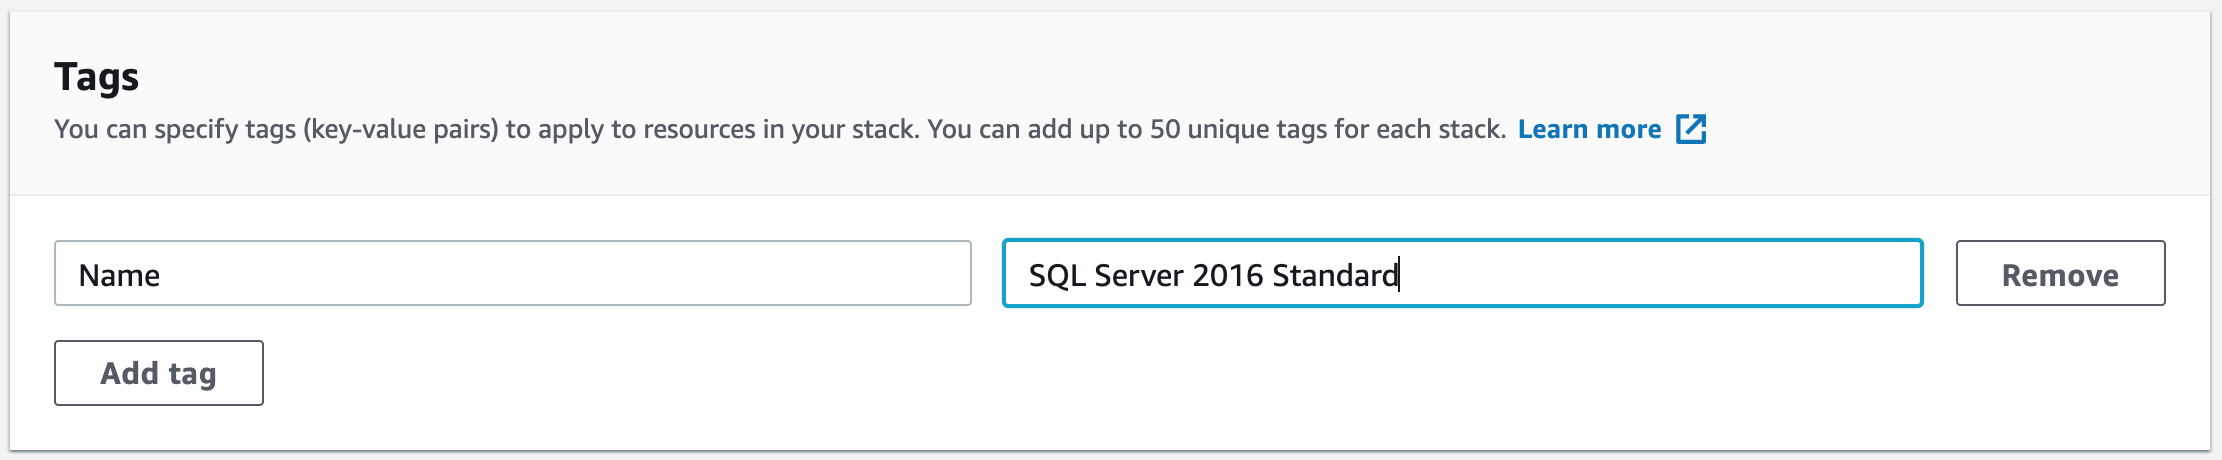 Tags
You can specify tags (key-value pairs) to apply to resources in your stack. You can add up to 50 unique tags for each stack. Learn more
Name SQL Server 2016 Standard Remove
Add tag